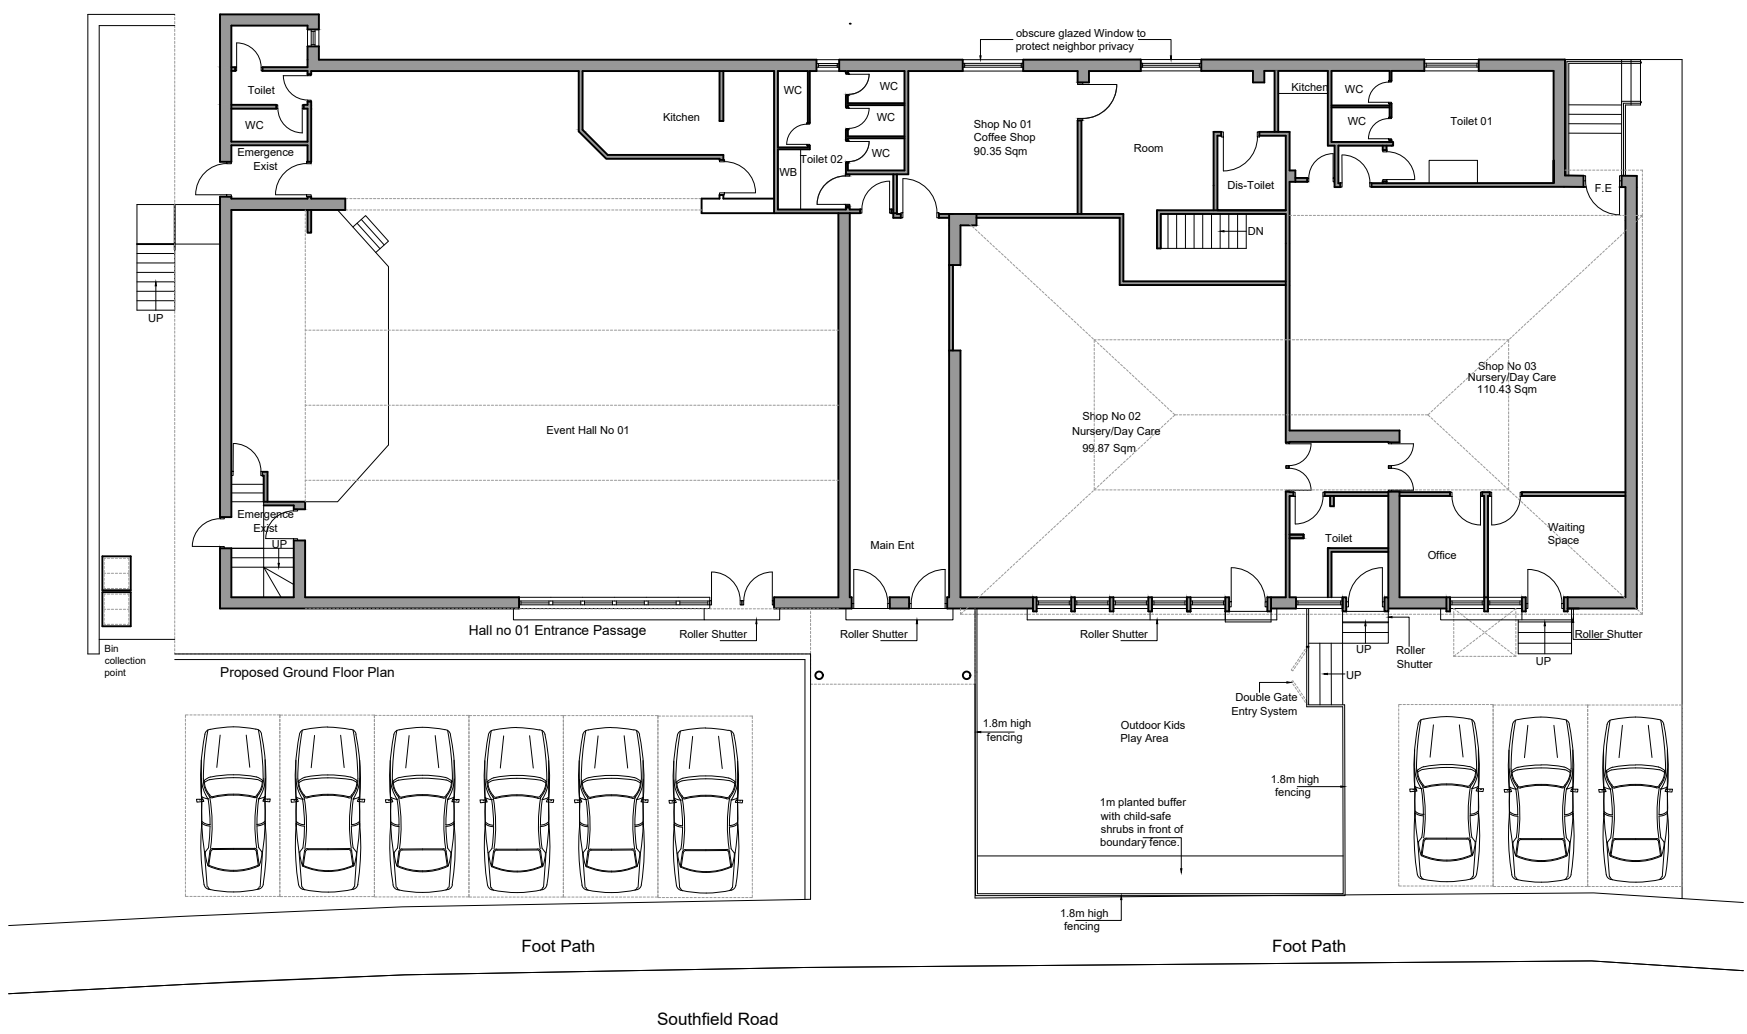 obscure glazed Window to
protect neighbor privacy
Toilet
WC
Emergence
Exist
Kitchen
WC
WC
WC
WC
Toilet 02
WB
Shop No 01
Coffee Shop
90.35 Sqm
Room
Dis-Toilet
DN
Kitchen
WC
WC
Toilet 01
F.E
UP
Event Hall No 01
Shop No 02
Nursery/Day Care
99.87 Sqm
Shop No 03
Nursery/Day Care
110.43 Sqm
Emergence
Exist
UP
Main Ent
Toilet
Office
Waiting
Space
Hall no 01 Entrance Passage
Roller Shutter
Roller Shutter
Roller Shutter
Roller
Shutter
Roller Shutter
UP
UP
UP
Bin
collection
point
Proposed Ground Floor Plan
Double Gate
Entry System
1.8m high
fencing
Outdoor Kids
Play Area
1.8m high
fencing
1m planted buffer
with child-safe
shrubs in front of
boundary fence.
1.8m high
fencing
Foot Path
Foot Path
Southfield Road